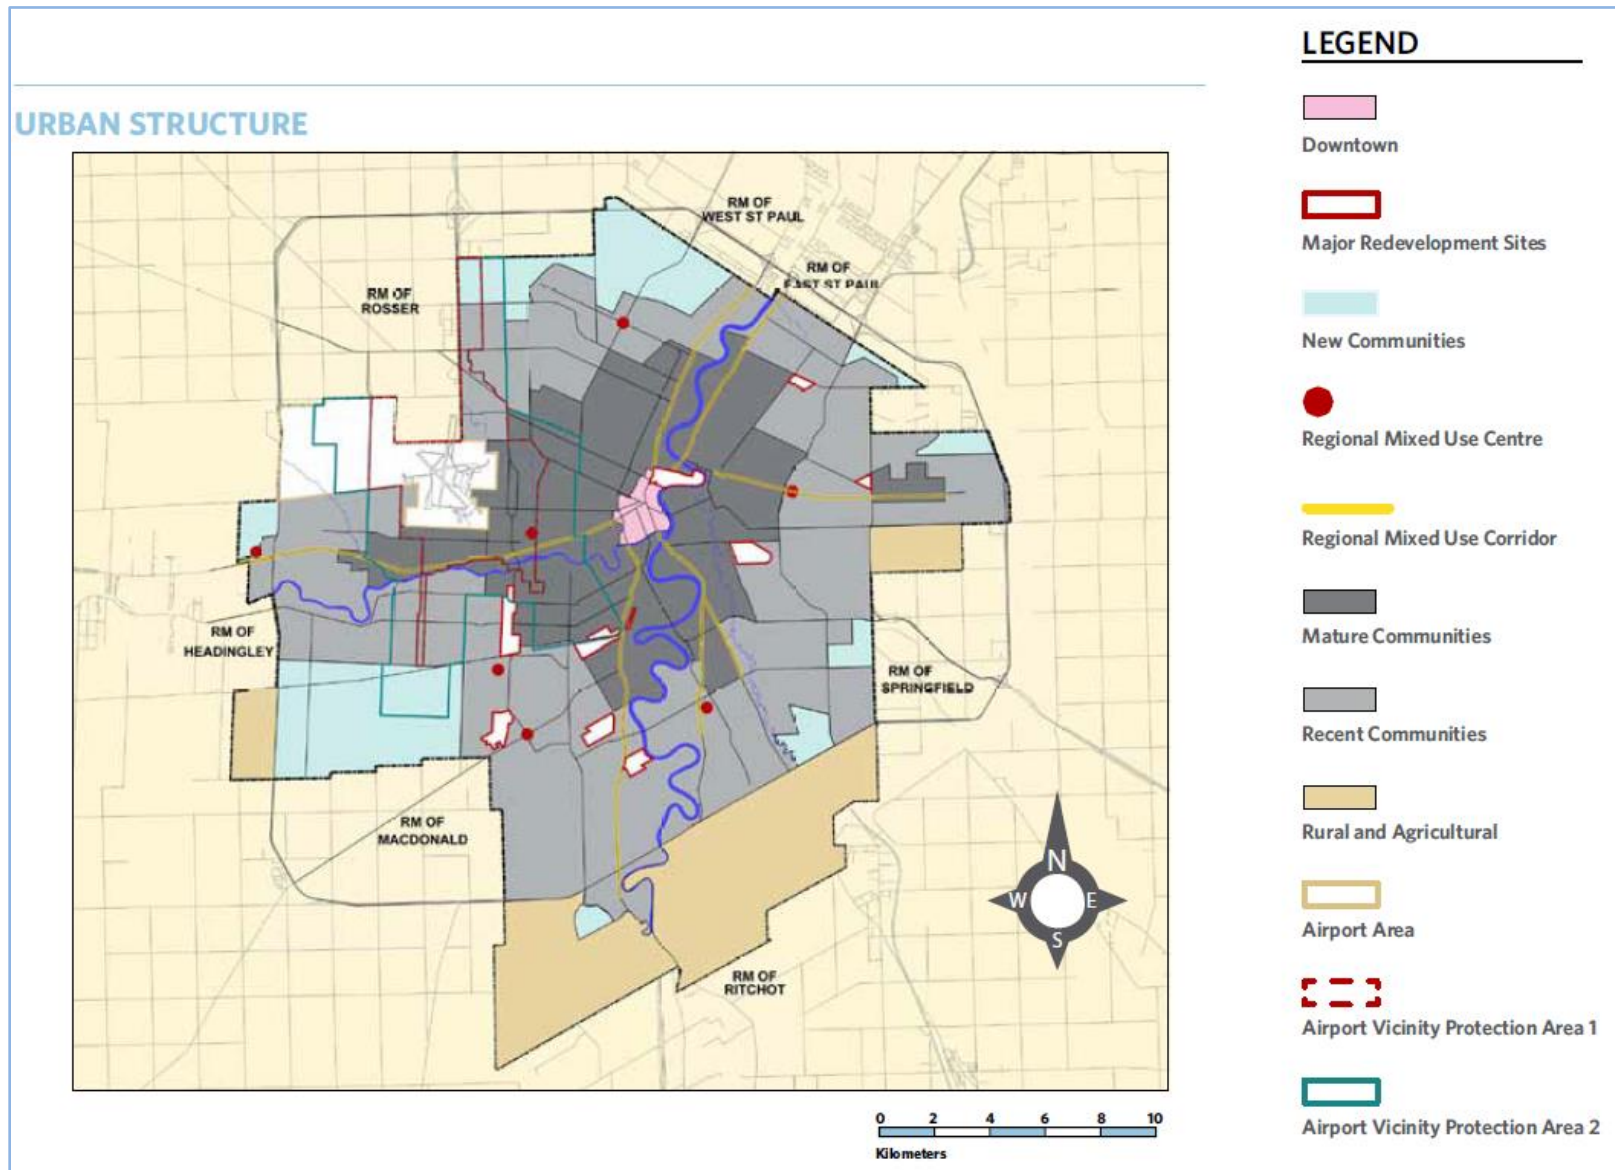 URBAN STRUCTURE
RM OF
WEST ST PAUL
RM OF
EAST ST PAUL
RM OF
ROSSER
RM OF
HEADINGLEY
RM OF
SPRINGFIELD
RM OF
MACDONALD
RM OF
RITCHOT
N
W E
S
0 2 4 6 8 10
Kilometers
LEGEND
Downtown
Major Redevelopment Sites
New Communities
Regional Mixed Use Centre
Regional Mixed Use Corridor
Mature Communities
Recent Communities
Rural and Agricultural
Airport Area
Airport Vicinity Protection Area 1
Airport Vicinity Protection Area 2